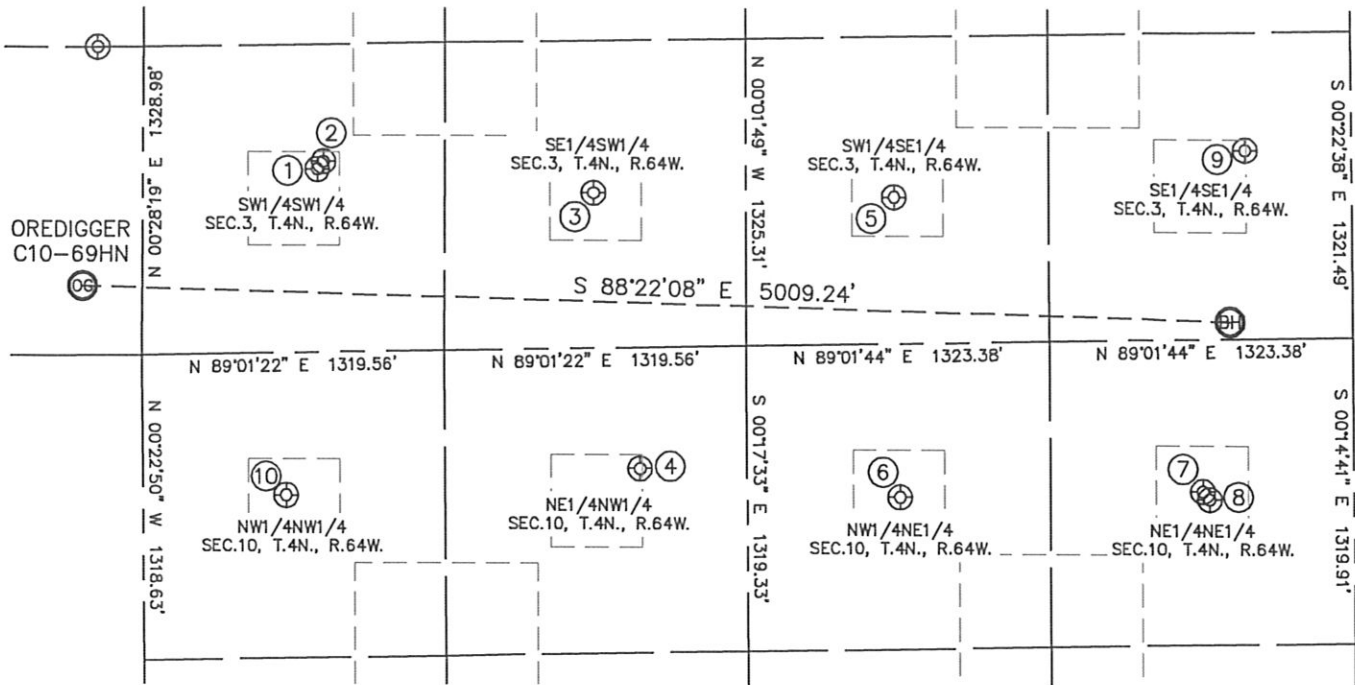 N 00°28'19" E 1328.98'
N 00°01'49" W 1325.31'
S 00°22'38" E 1321.49'
2
1
SW1/4SW1/4
SEC.3, T.4N., R.64W.
SE1/4SW1/4
SEC.3, T.4N., R.64W.
3
SW1/4SE1/4
SEC.3, T.4N., R.64W.
5
9
SE1/4SE1/4
SEC.3, T.4N., R.64W.
OREDIGGER
C10-69HN
OG
S 88°22'08" E 5009.24'
BH
N 89°01'22" E 1319.56'
N 89°01'22" E 1319.56'
N 89°01'44" E 1323.38'
N 89°01'44" E 1323.38'
N 00°22'50" W 1318.63'
S 00°17'33" E 1319.33'
S 00°14'41" E 1319.91'
10
NW1/4NW1/4
SEC.10, T.4N., R.64W.
4
NE1/4NW1/4
SEC.10, T.4N., R.64W.
6
NW1/4NE1/4
SEC.10, T.4N., R.64W.
7
8
NE1/4NE1/4
SEC.10, T.4N., R.64W.